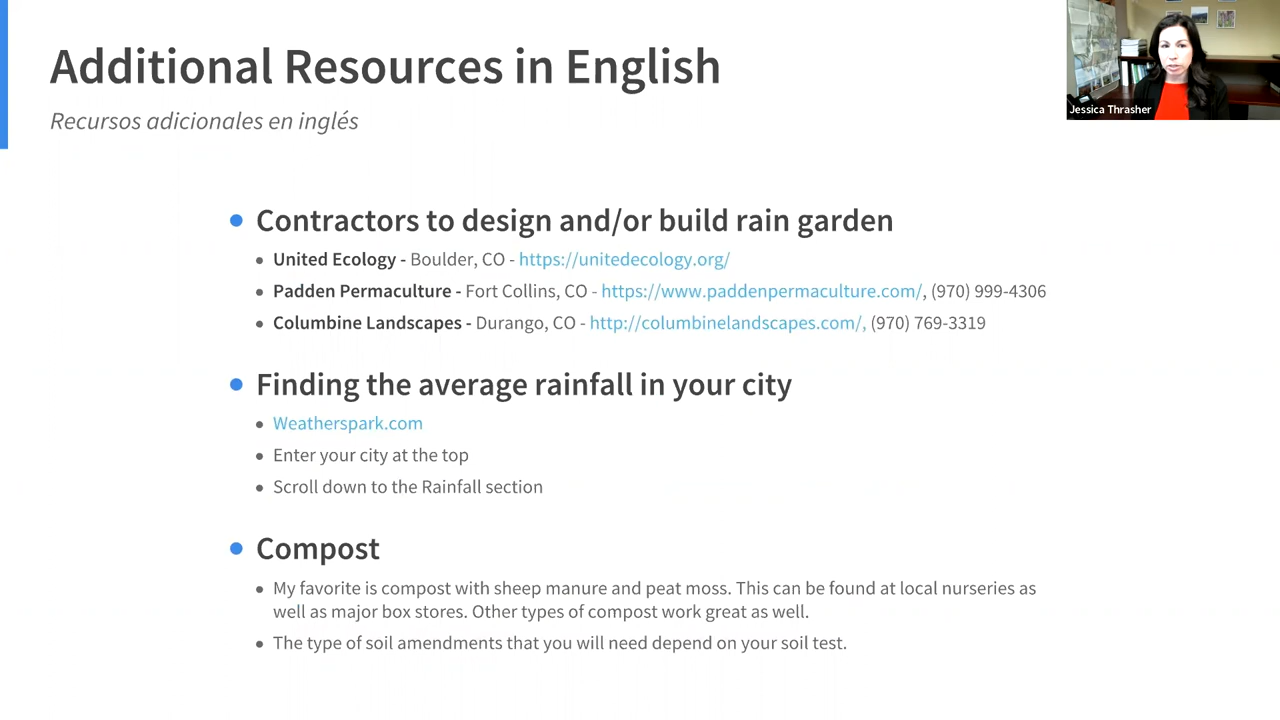 Additional Resources in English
Recursos adicionales en inglés
Jessica Thrasher
Contractors to design and/or build rain garden
United Ecology - Boulder, CO - https://unitedecology.org/
Padden Permaculture - Fort Collins, CO - https://www.paddenpermaculture.com/, (970) 999-4306
Columbine Landscapes - Durango, CO - http://columbinelandscapes.com/, (970) 769-3319
Finding the average rainfall in your city
Weatherspark.com
Enter your city at the top
Scroll down to the Rainfall section
Compost
My favorite is compost with sheep manure and peat moss. This can be found at local nurseries as
well as major box stores. Other types of compost work great as well.
The type of soil amendments that you will need depend on your soil test.